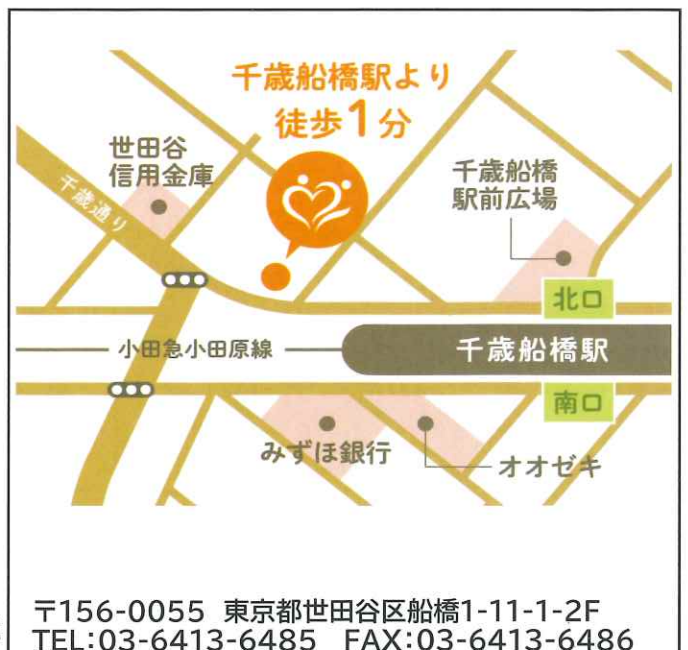 千歳船橋駅より
徒歩1分
世田谷
信用金庫
千歳船橋
駅前広場
千歳通り
北口
小田急小田原線
千歳船橋駅
南口
みずほ銀行
オオゼキ
〒156-0055 東京都世田谷区船橋1-11-1-2F
TEL:03-6413-6485 FAX:03-6413-6486